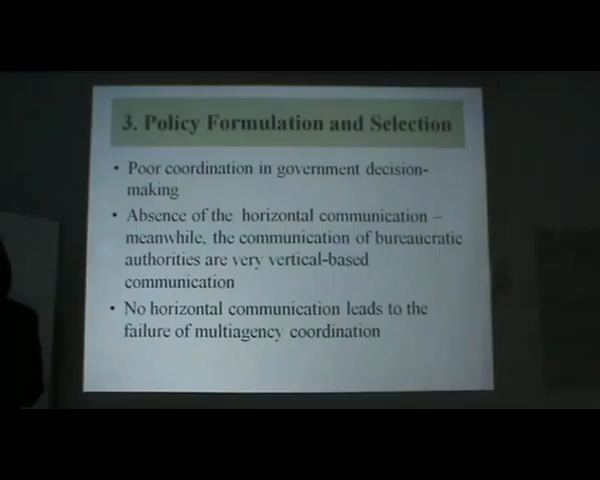 3. Policy Formulation and Selection
• Poor coordination in government decision-
making
• Absence of the horizontal communication –
meanwhile, the communication of bureaucratic
authorities are very vertical-based
communication
• No horizontal communication leads to the
failure of multiagency coordination